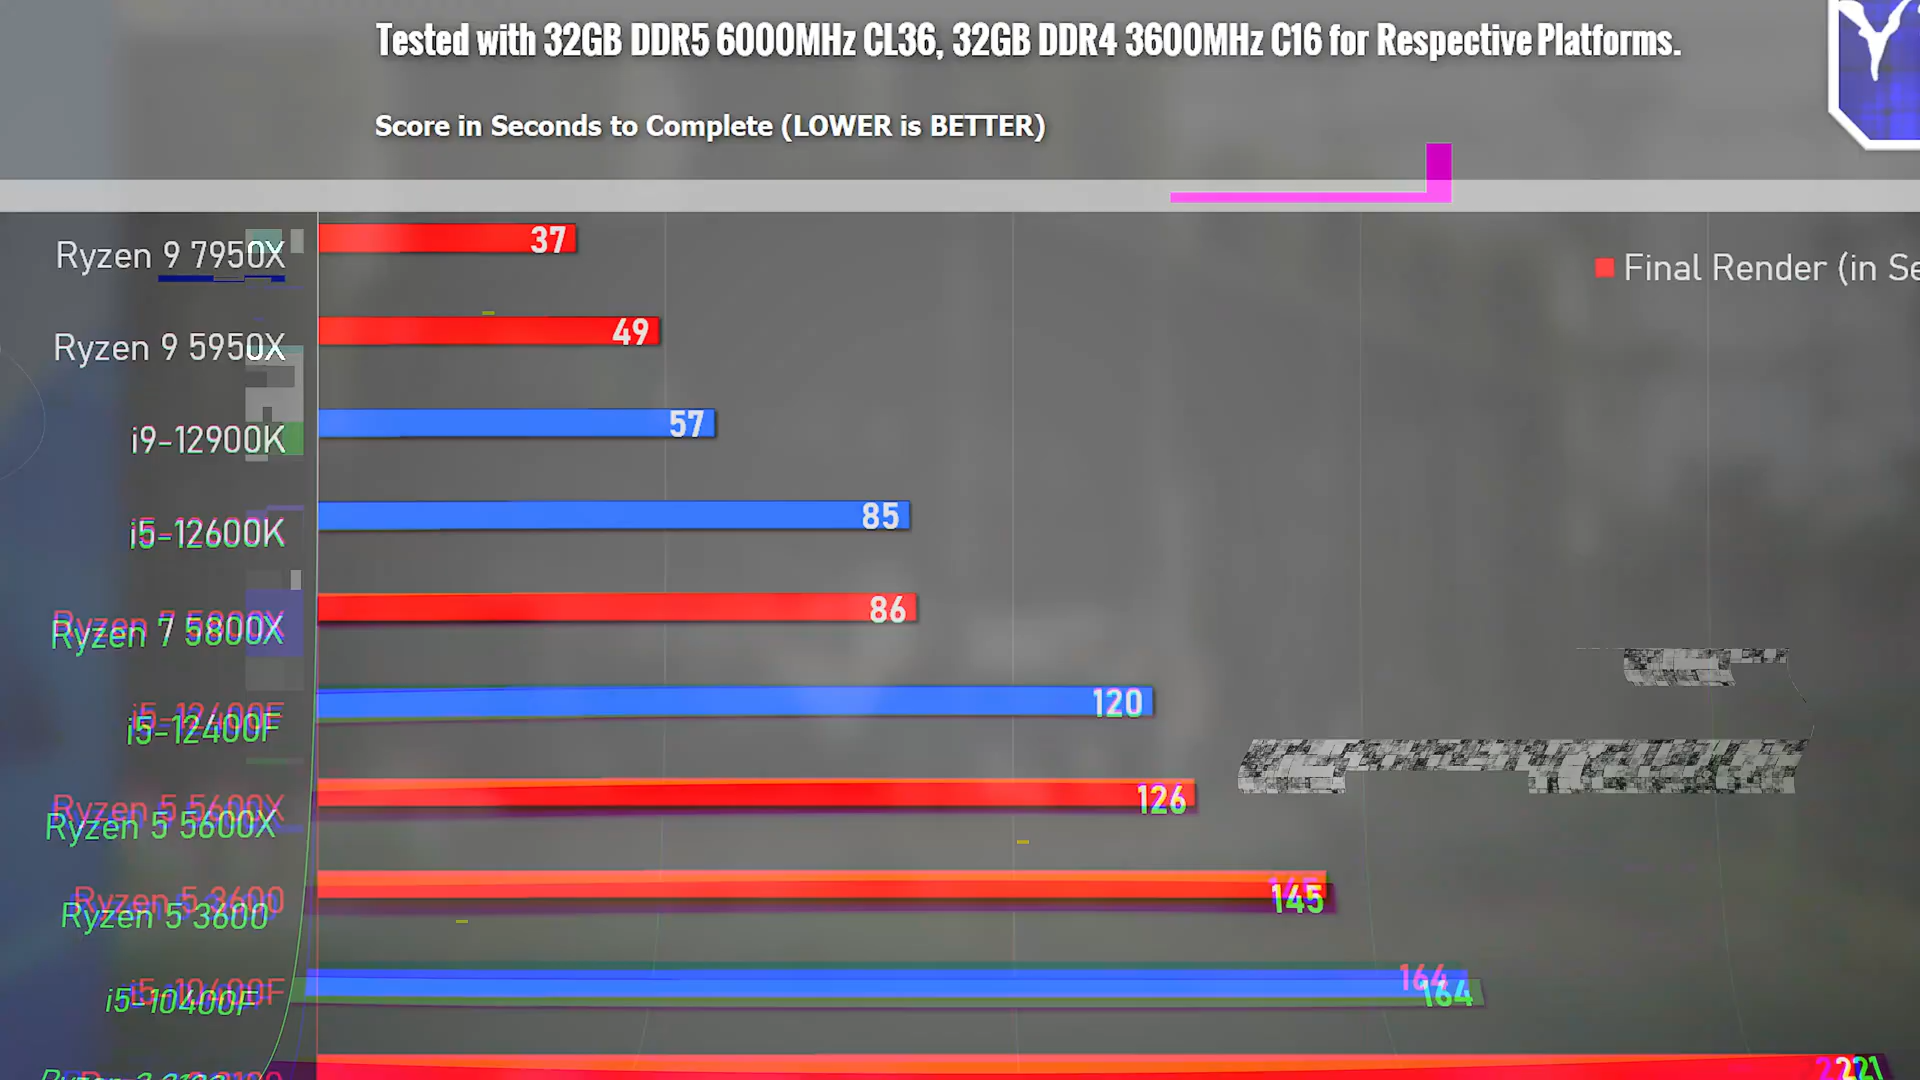 Tested with 32GB DDR5 6000MHz CL36, 32GB DDR4 3600MHz C16 for Respective Platforms.
Score in Seconds to Complete (LOWER is BETTER)
Ryzen 9 7950X 37
Final Render (in Se
Ryzen 9 5950X 49
i9-12900K 57
i5-12600K 85
Ryzen 7 5800X 86
i5-12400F 120
Ryzen 5 5600X 126
Ryzen 5 3600 145
i5-10400F 164
221